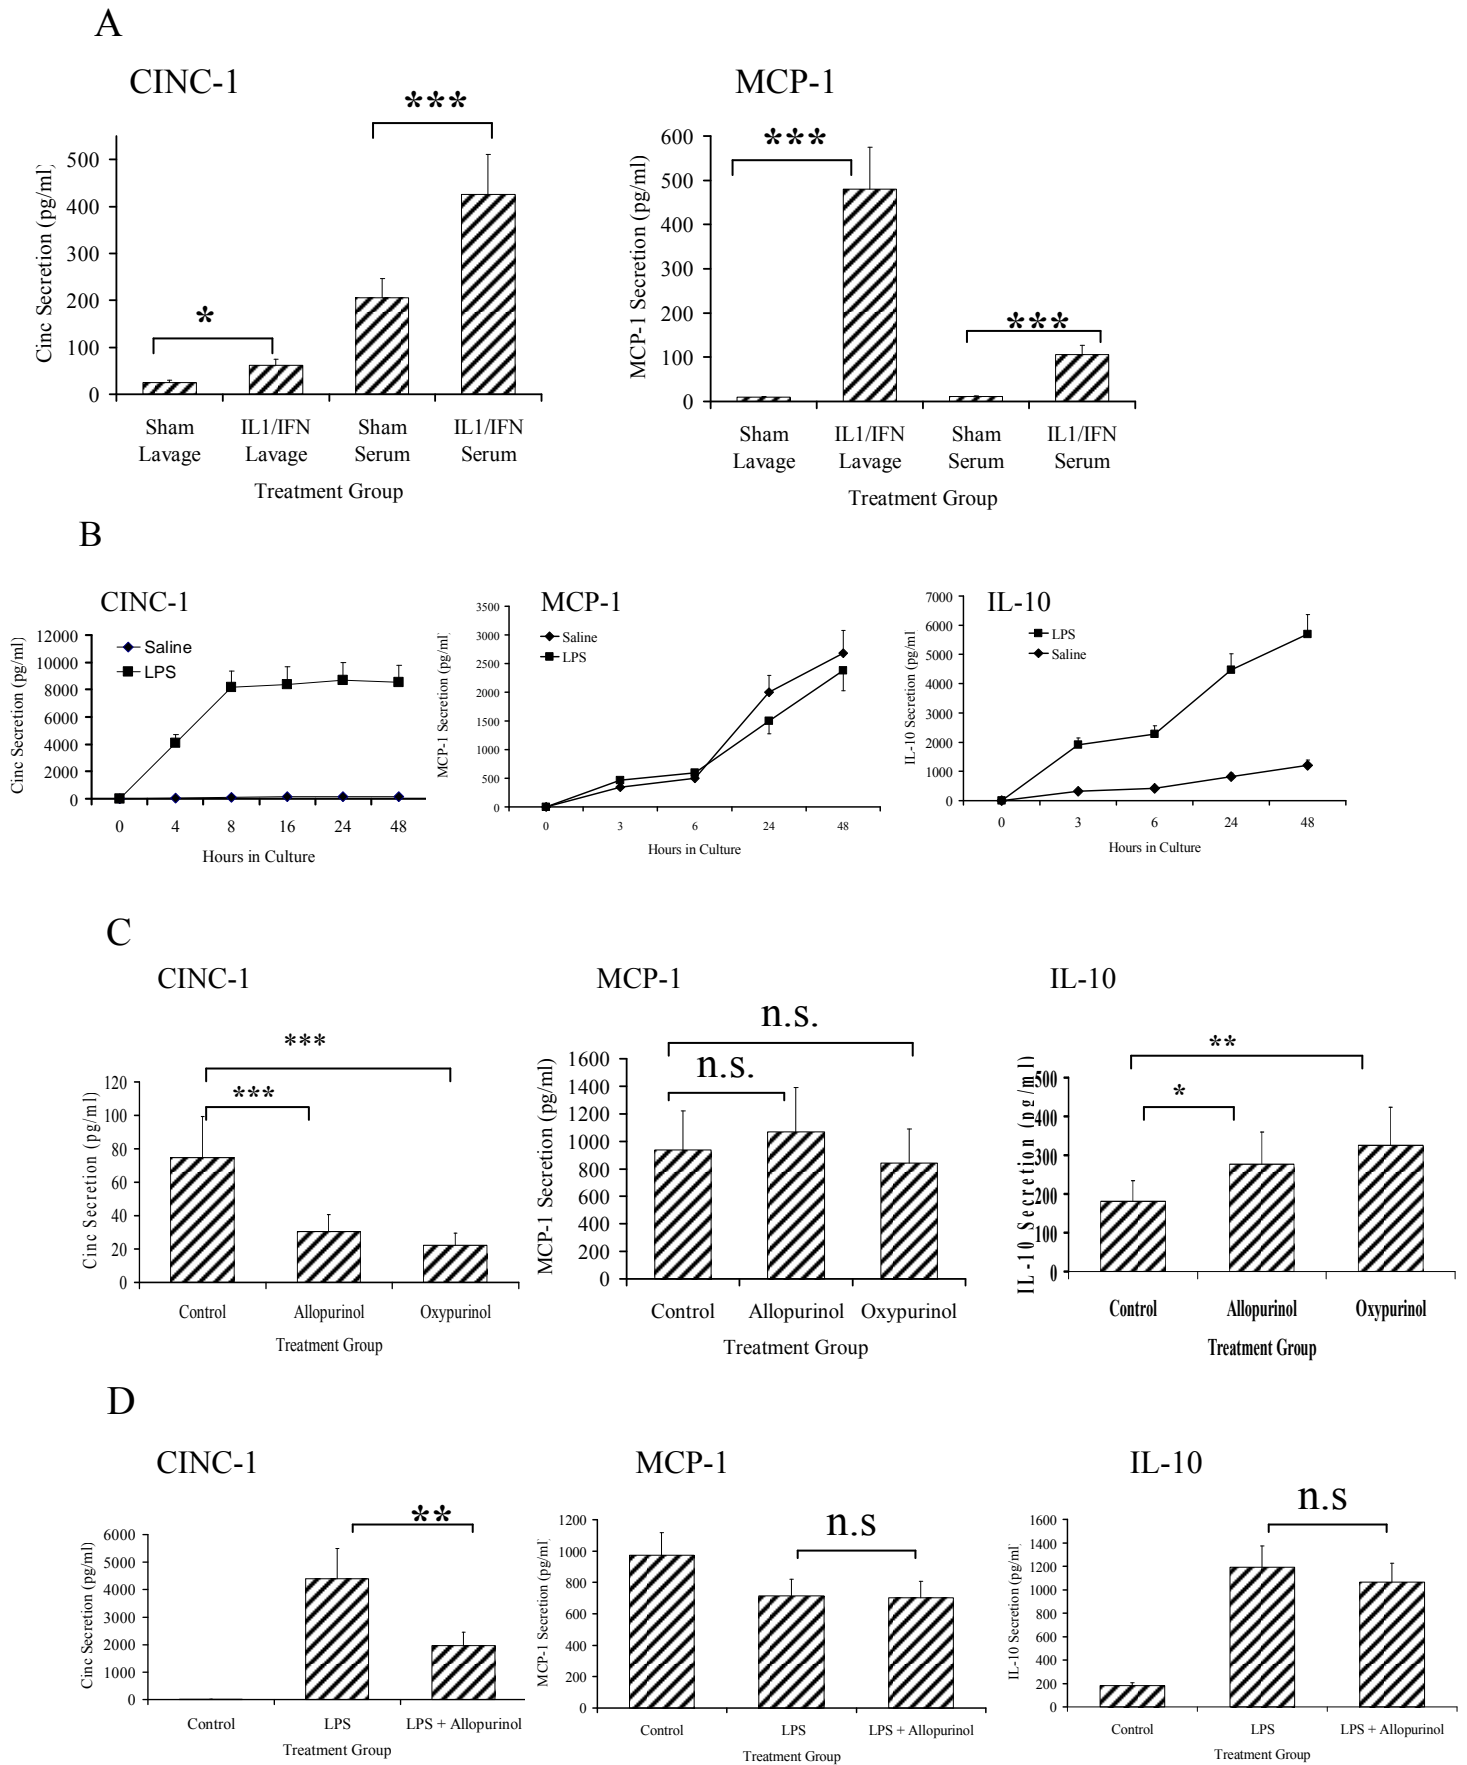 A
CINC-1
***
*
Cinc Secretion (pg/ml)
500
400
300
200
100
0
Sham
Lavage
IL1/IFN
Lavage
Sham
Serum
IL1/IFN
Serum
Treatment Group
MCP-1
***
***
MCP-1 Secretion (pg/ml)
600
500
400
300
200
100
0
Sham
Lavage
IL1/IFN
Lavage
Sham
Serum
IL1/IFN
Serum
Treatment Group
B
CINC-1
Saline
LPS
Cinc Secretion (pg/ml)
12000
10000
8000
6000
4000
2000
0
0 4 8 16 24 48
Hours in Culture
MCP-1
Saline
LPS
MCP-1 Secretion (pg/ml)
3500
3000
2500
2000
1500
1000
500
0
0 3 6 24 48
Hours in Culture
IL-10
LPS
Saline
IL-10 Secretion (pg/ml
7000
6000
5000
4000
3000
2000
1000
0
0 3 6 24 48
Hours in Culture
C
CINC-1
***
***
Cinc Secretion (pg/ml)
120
100
80
60
40
20
0
Control Allopurinol Oxypurinol
Treatment Group
MCP-1
n.s.
n.s.
MCP-1 Secretion (pg/ml)
1600
1400
1200
1000
800
600
400
200
0
Control Allopurinol Oxypurinol
Treatment Group
IL-10
**
*
IL-10 Secretion (pg/ml)
500
400
300
200
100
0
Control Allopurinol Oxypurinol
Treatment Group
D
CINC-1
**
Cinc Secretion (pg/ml)
6000
5000
4000
3000
2000
1000
0
Control LPS LPS + Allopurinol
Treatment Group
MCP-1
n.s
MCP-1 Secretion (pg/ml)
1200
1000
800
600
400
200
0
Control LPS LPS + Allopurinol
Treatment Group
IL-10
n.s
IL-10 Secretion (pg/ml)
1600
1400
1200
1000
800
600
400
200
0
Control LPS LPS + Allopurinol
Treatment Group